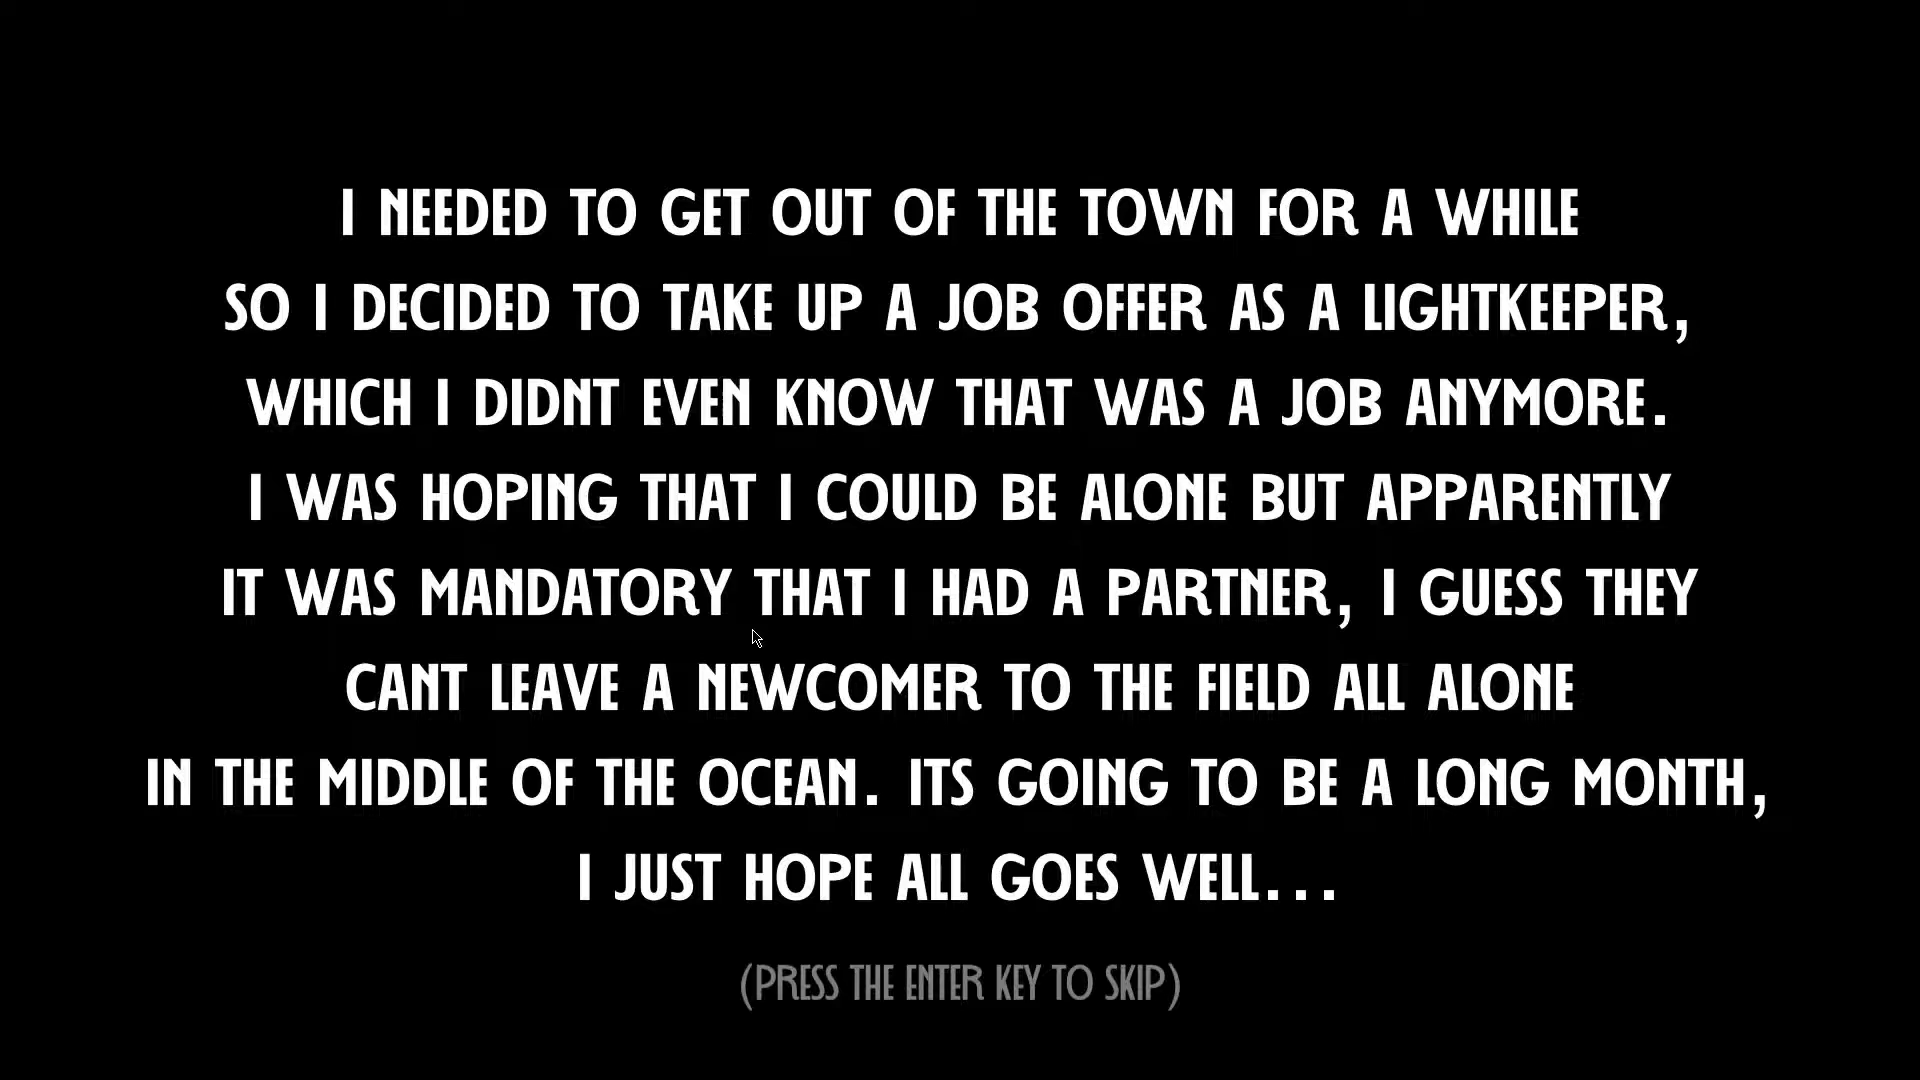 I NEEDED TO GET OUT OF THE TOWN FOR A WHILE
SO I DECIDED TO TAKE UP A JOB OFFER AS A LIGHTKEEPER,
WHICH I DIDNT EVEN KNOW THAT WAS A JOB ANYMORE.
I WAS HOPING THAT I COULD BE ALONE BUT APPARENTLY
IT WAS MANDATORY THAT I HAD A PARTNER, I GUESS THEY
CANT LEAVE A NEWCOMER TO THE FIELD ALL ALONE
IN THE MIDDLE OF THE OCEAN. ITS GOING TO BE A LONG MONTH,
I JUST HOPE ALL GOES WELL...
(PRESS THE ENTER KEY TO SKIP)